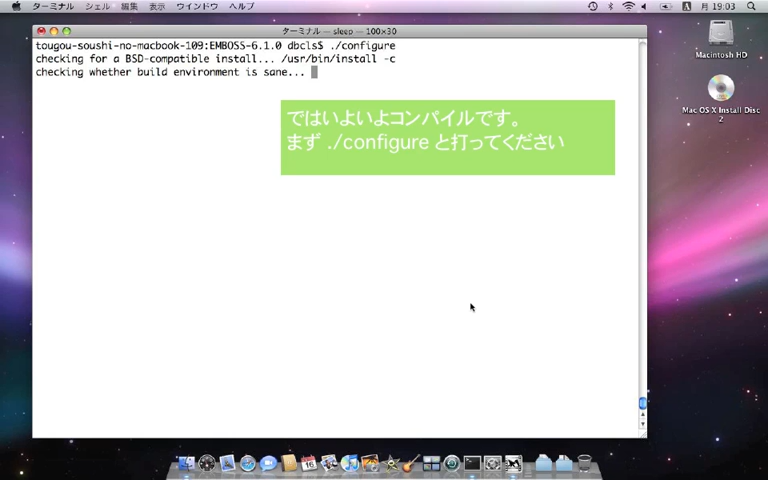 ターミナル シェル 編集 表示 ウインドウ ヘルプ
月 19:03
ターミナル — sleep — 100×30
tougou-soushi-no-macbook-109:EMBOSS-6.1.0 dbcls$ ./configure
checking for a BSD-compatible install... /usr/bin/install -c
checking whether build environment is sane...
ではいよいよコンパイルです。
まず ./configure と打ってください
Macintosh HD
Mac OS X Install Disc
2
16